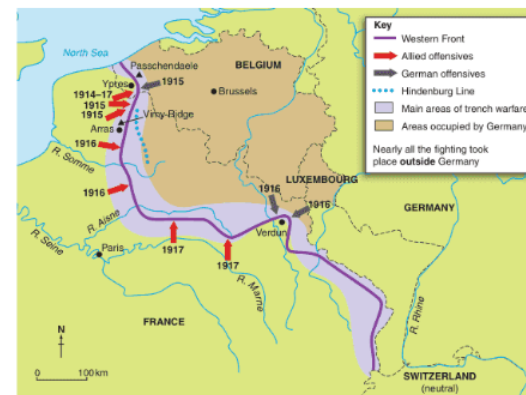 North Sea
Passchendaele
BELGIUM
Yptes
1914–17
1915
1915
1915
Brussels
Vimy Ridge
Arras
1916
R. Somme
1916
LUXEMBOURG
1916
1916
GERMANY
R. Aisne
Verdun
R. Seine
Paris
1917
1917
R. Marne
R. Rhine
FRANCE
N
0 100 km
SWITZERLAND
(neutral)
Key
Western Front
Allied offensives
German offensives
Hindenburg Line
Main areas of trench warfare
Areas occupied by Germany
Nearly all the fighting took
place outside Germany